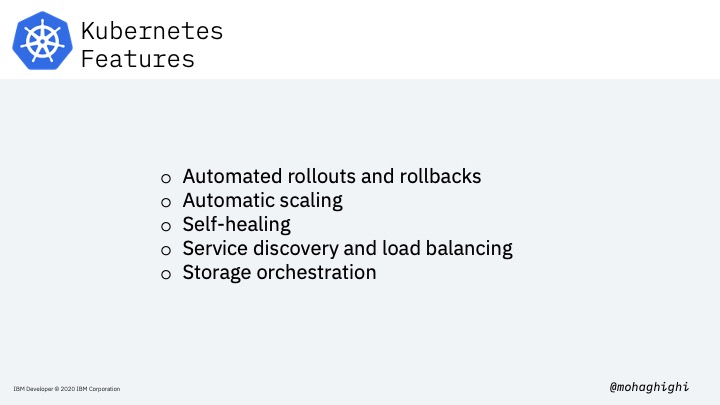 Kubernetes
Features
○ Automated rollouts and rollbacks
○ Automatic scaling
○ Self-healing
○ Service discovery and load balancing
○ Storage orchestration
IBM Developer © 2020 IBM Corporation
@mohaghighi